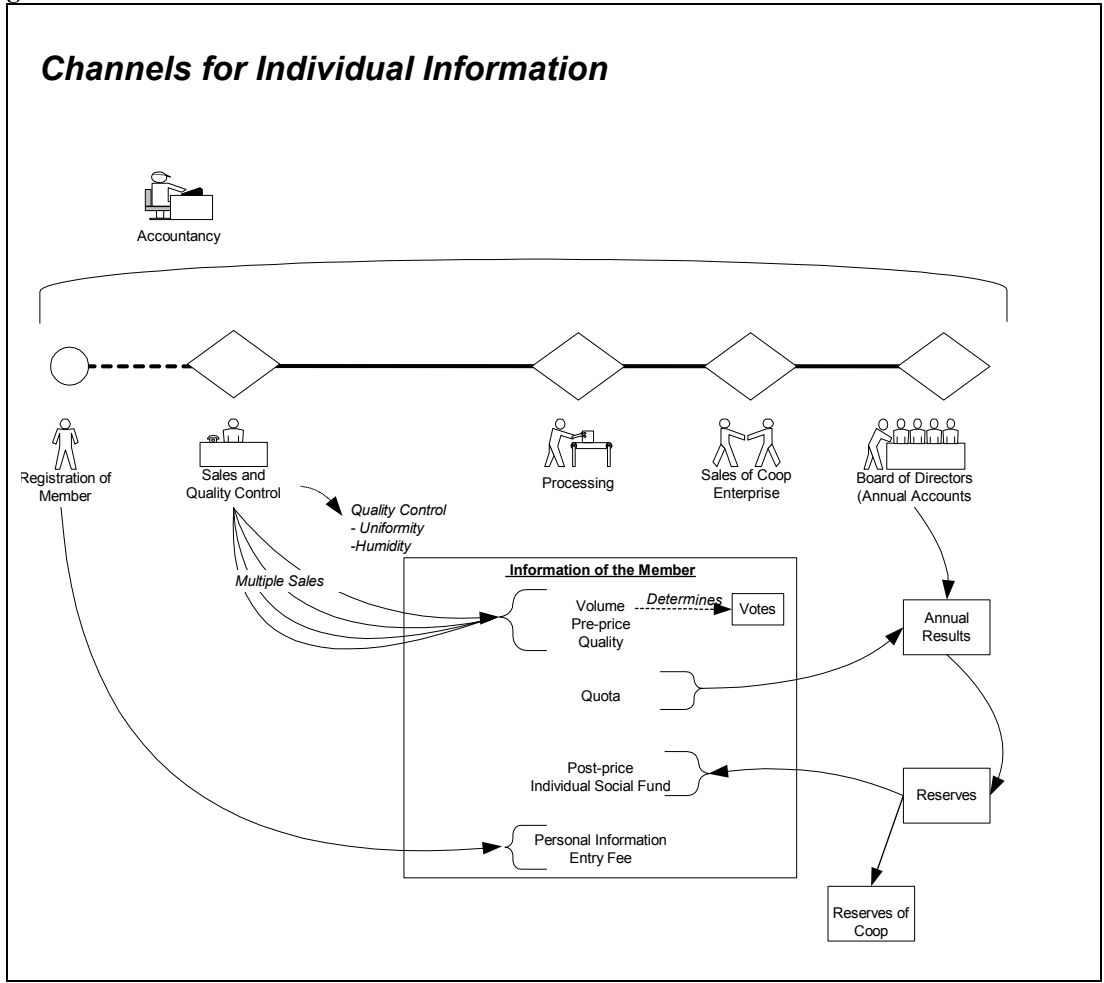 Channels for Individual Information
Accountancy
Registration of
Member
Sales and
Quality Control
Processing
Sales of Coop
Enterprise
Board of Directors
(Annual Accounts
Quality Control
- Uniformity
-Humidity
Multiple Sales
Information of the Member
Volume
Pre-price
Quality
Determines
Votes
Annual
Results
Quota
Post-price
Individual Social Fund
Reserves
Personal Information
Entry Fee
Reserves of
Coop